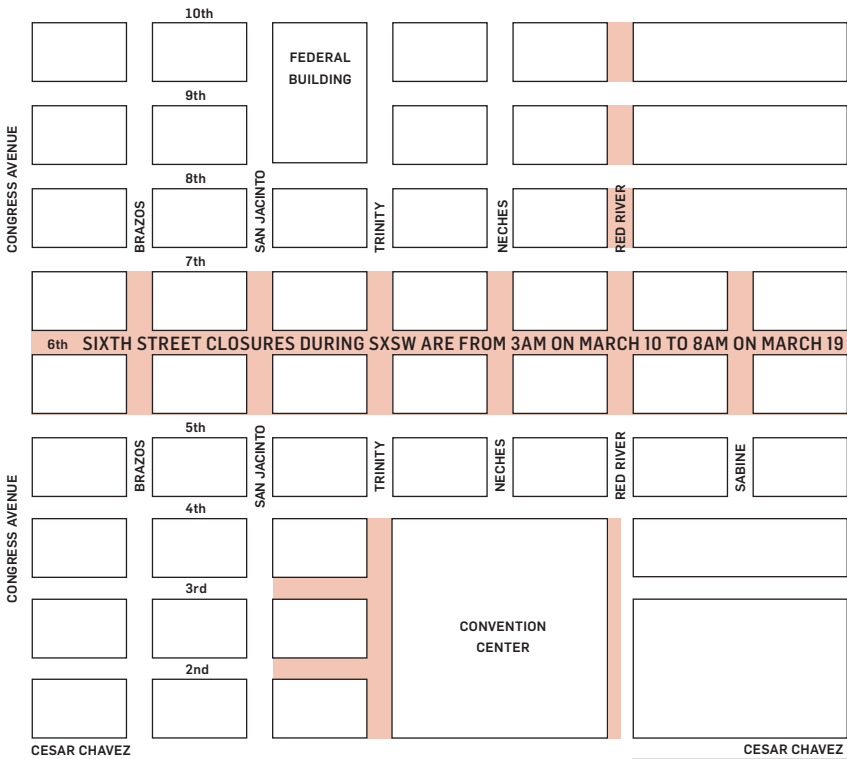 10th
FEDERAL
BUILDING
9th
CONGRESS AVENUE
8th
BRAZOS
SAN JACINTO
TRINITY
NECHES
RED RIVER
7th
6th SIXTH STREET CLOSURES DURING SXSW ARE FROM 3AM ON MARCH 10 TO 8AM ON MARCH 19
5th
BRAZOS
SAN JACINTO
TRINITY
NECHES
RED RIVER
SABINE
CONGRESS AVENUE
4th
3rd
CONVENTION
CENTER
2nd
CESAR CHAVEZ
CESAR CHAVEZ